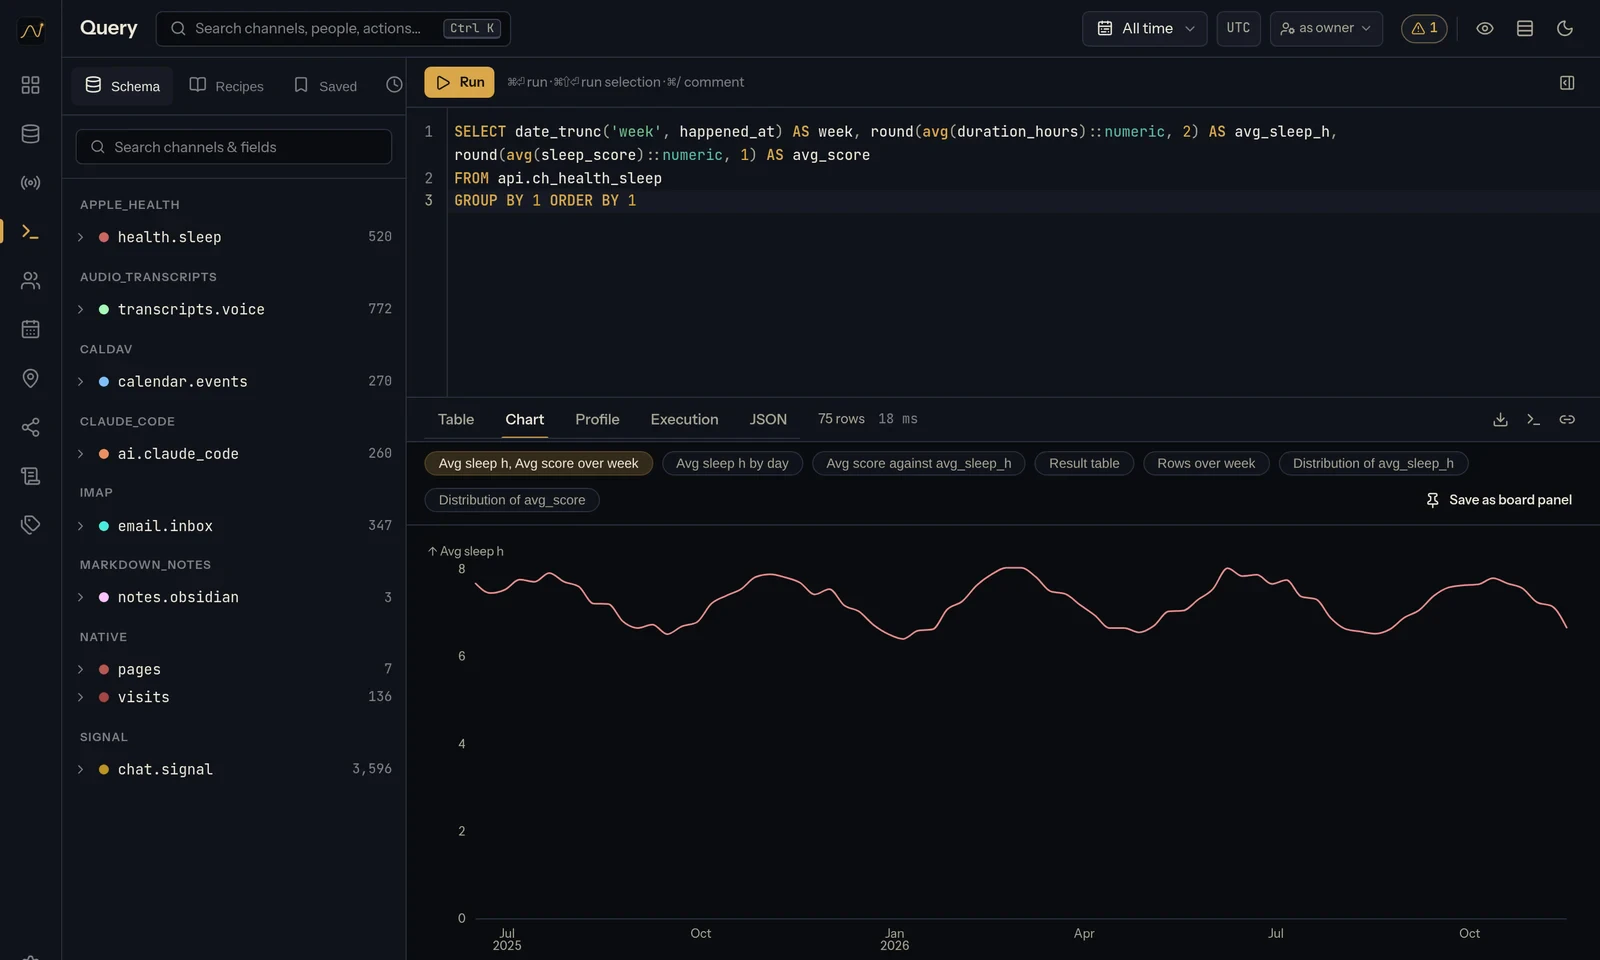 Query
Search channels, people, actions...
Ctrl K
All time
UTC
as owner
1
Schema
Recipes
Saved
Run
⌘⏎ run · ⌘⇧⏎ run selection · ⌘/ comment
Search channels & fields
1 SELECT date_trunc('week', happened_at) AS week, round(avg(duration_hours)::numeric, 2) AS avg_sleep_h,
round(avg(sleep_score)::numeric, 1) AS avg_score
2 FROM api.ch_health_sleep
3 GROUP BY 1 ORDER BY 1
APPLE_HEALTH
health.sleep 520
AUDIO_TRANSCRIPTS
transcripts.voice 772
CALDAV
calendar.events 270
CLAUDE_CODE
ai.claude_code 260
IMAP
email.inbox 347
MARKDOWN_NOTES
notes.obsidian 3
NATIVE
pages 7
visits 136
SIGNAL
chat.signal 3,596
Table
Chart
Profile
Execution
JSON
75 rows 18 ms
Avg sleep h, Avg score over week
Avg sleep h by day
Avg score against avg_sleep_h
Result table
Rows over week
Distribution of avg_sleep_h
Distribution of avg_score
Save as board panel
↑ Avg sleep h
8
6
4
2
0
Jul
2025
Oct
Jan
2026
Apr
Jul
Oct